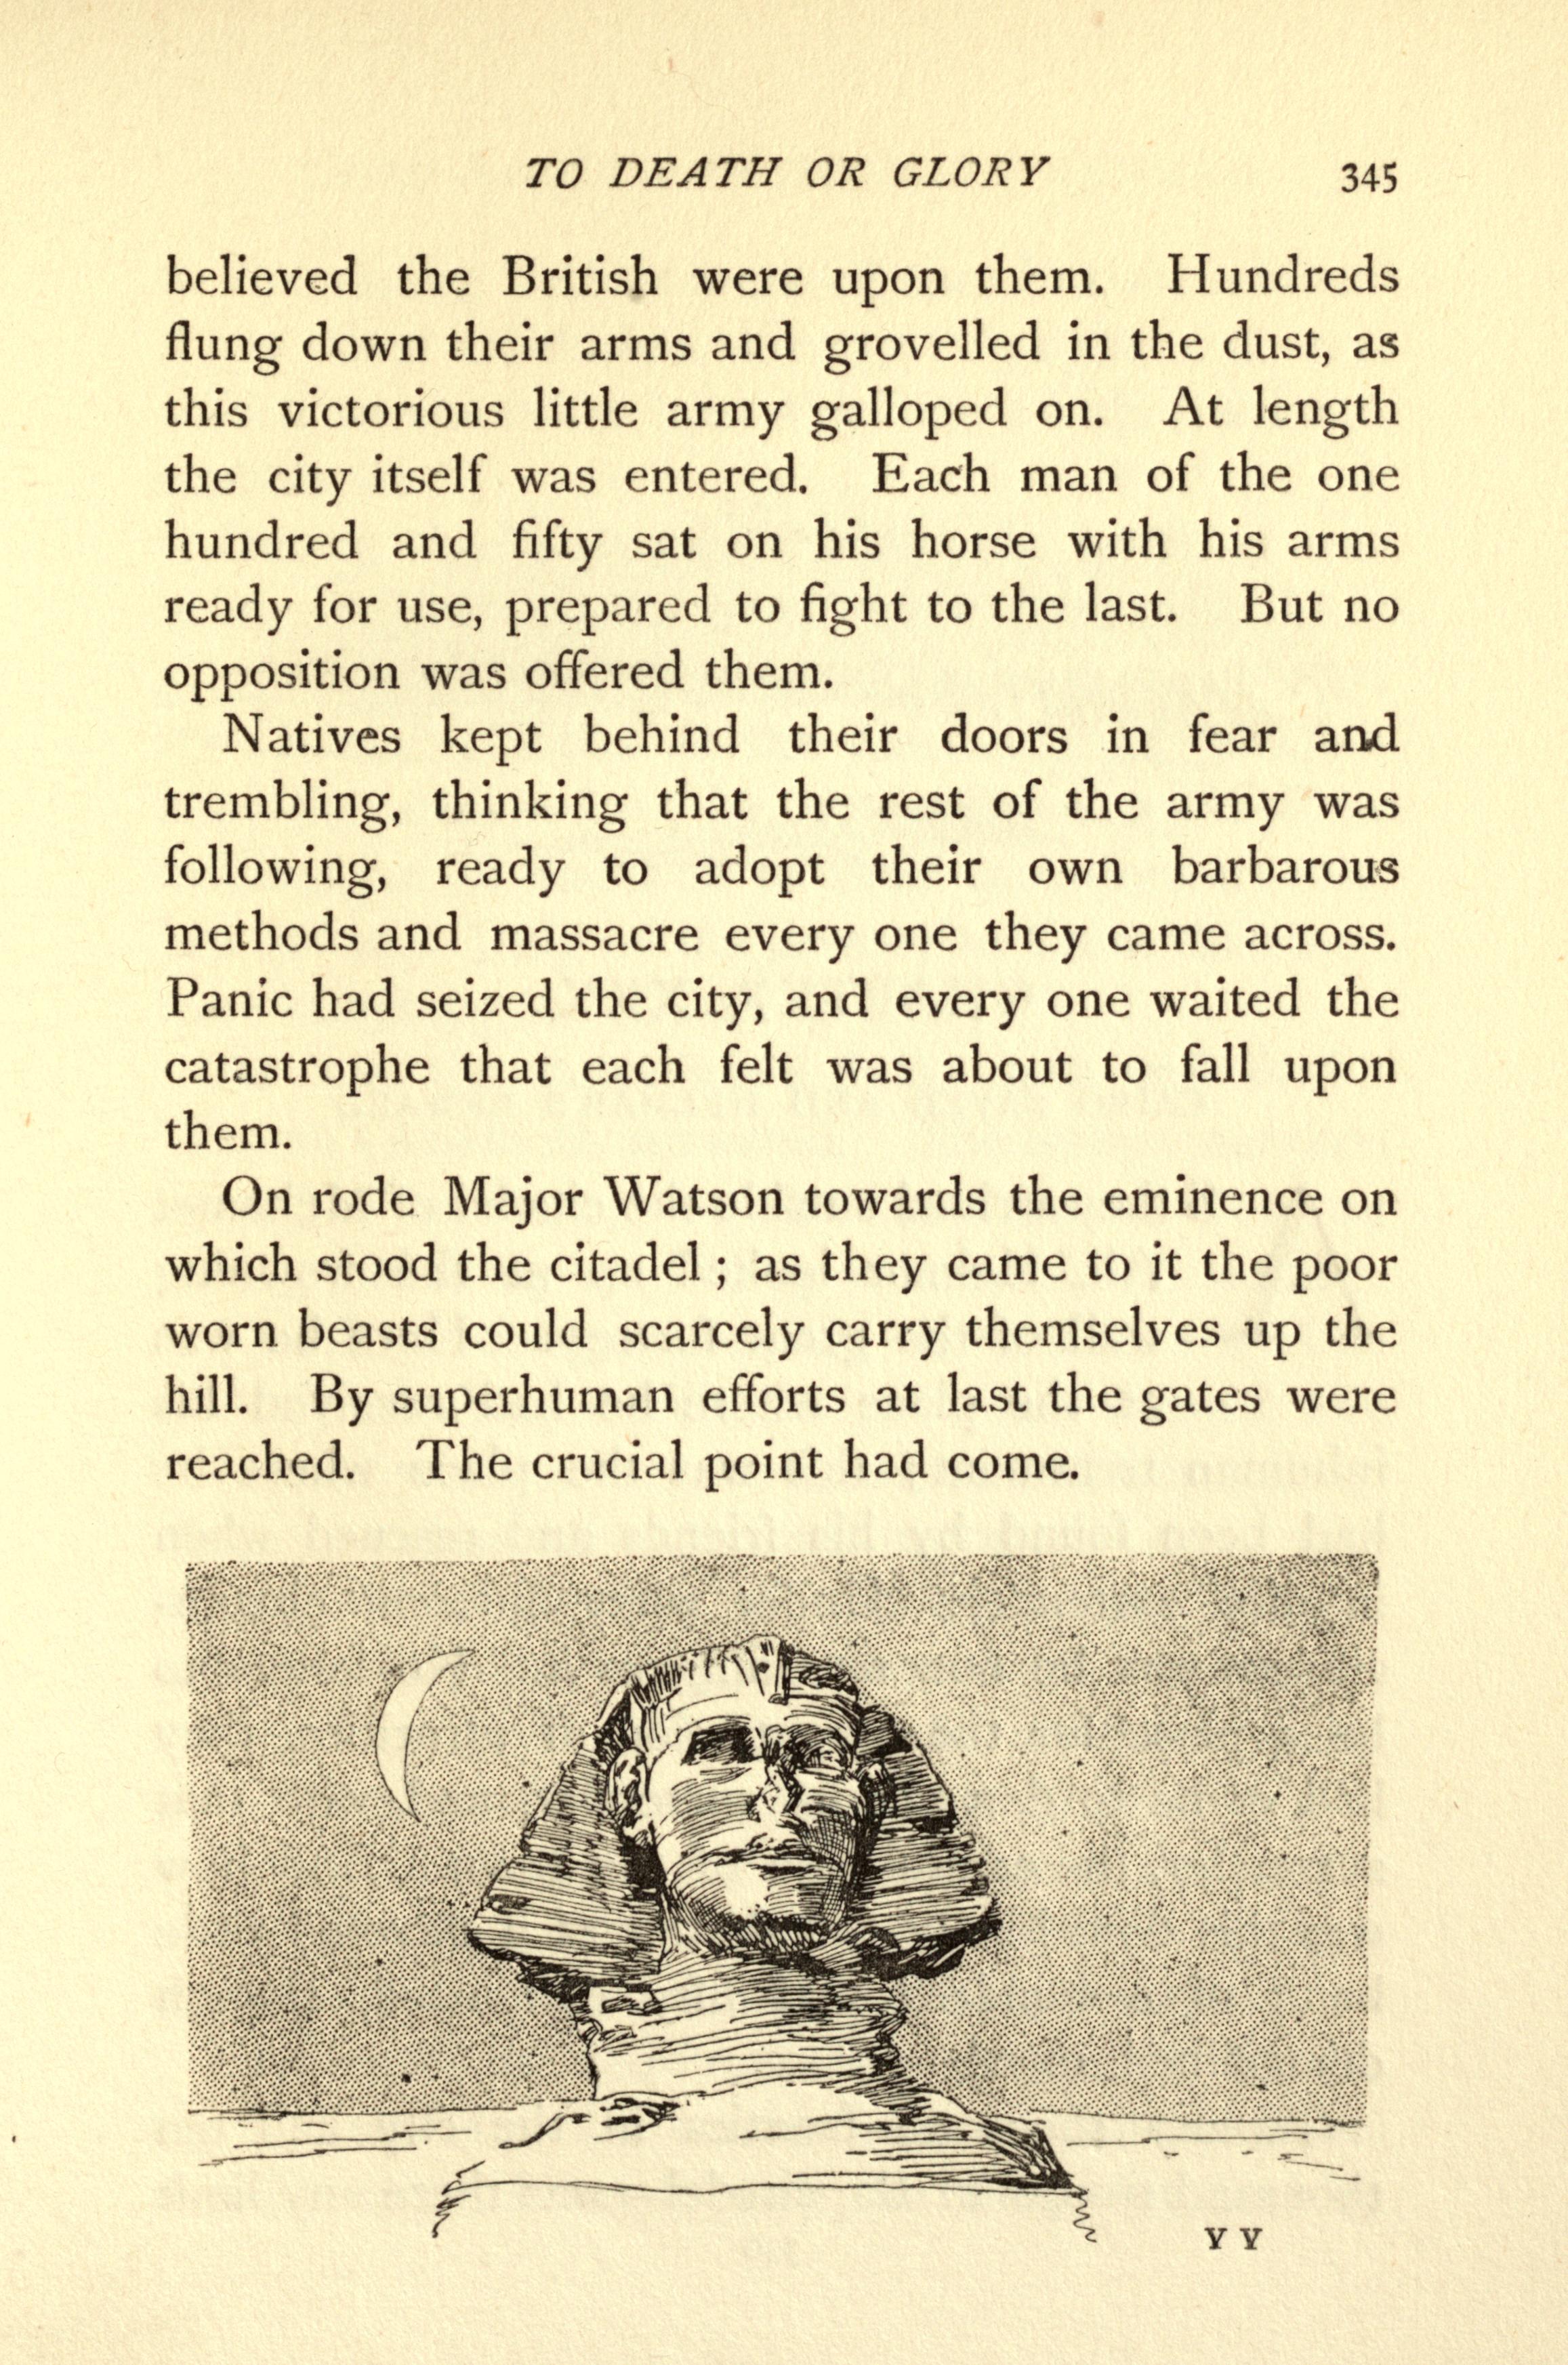 TO DEATH OR GLORY 345
believed the British were upon them. Hundreds
flung down their arms and grovelled in the dust, as
this victorious little army galloped on. At length
the city itself was entered. Each man of the one
hundred and fifty sat on his horse with his arms
ready for use, prepared to fight to the last. But no
opposition was offered them.
Natives kept behind their doors in fear and
trembling, thinking that the rest of the army was
following, ready to adopt their own barbarous
methods and massacre every one they came across.
Panic had seized the city, and every one waited the
catastrophe that each felt was about to fall upon
them.
On rode Major Watson towards the eminence on
which stood the citadel ; as they came to it the poor
worn beasts could scarcely carry themselves up the
hill. By superhuman efforts at last the gates were
reached. The crucial point had come.
Y Y